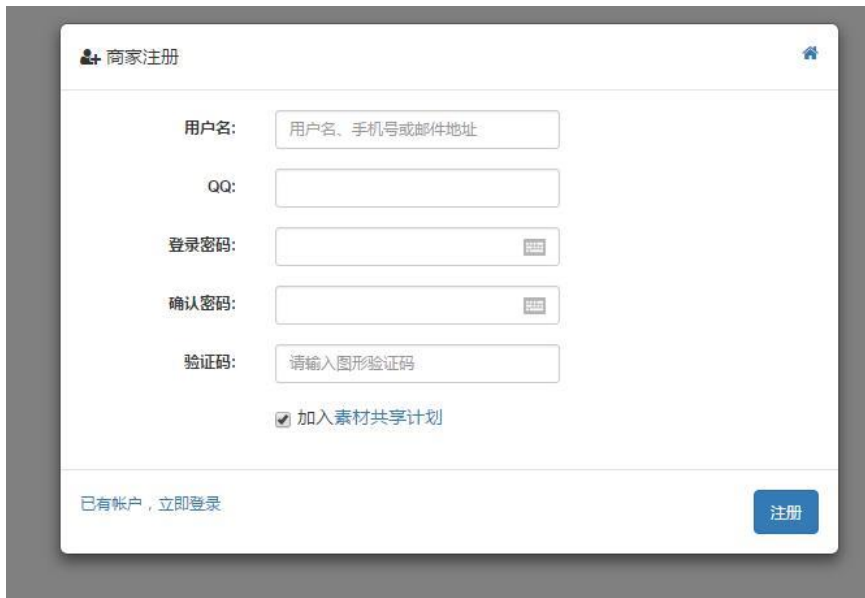 商家注册
用户名:
用户名、手机号或邮件地址
QQ:
登录密码:
确认密码:
验证码:
请输入图形验证码
加入素材共享计划
已有帐户，立即登录
注册